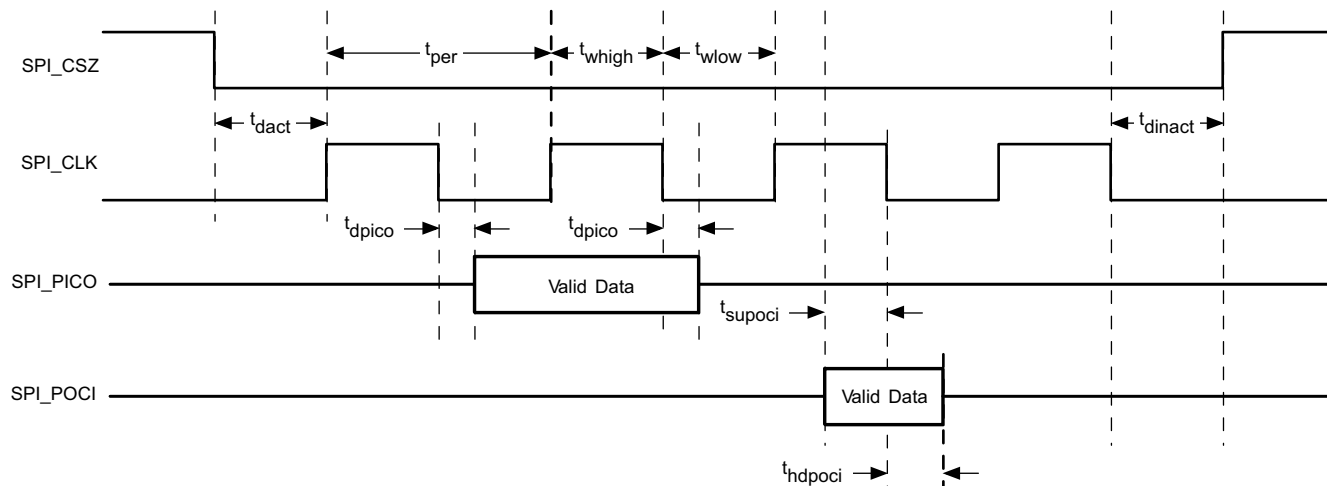 SPI_CSZ
t_per
t_whigh
t_wlow
t_dact
t_dinact
SPI_CLK
t_dpico
t_dpico
SPI_PICO
Valid Data
t_supoci
SPI_POCI
Valid Data
t_hdpoci